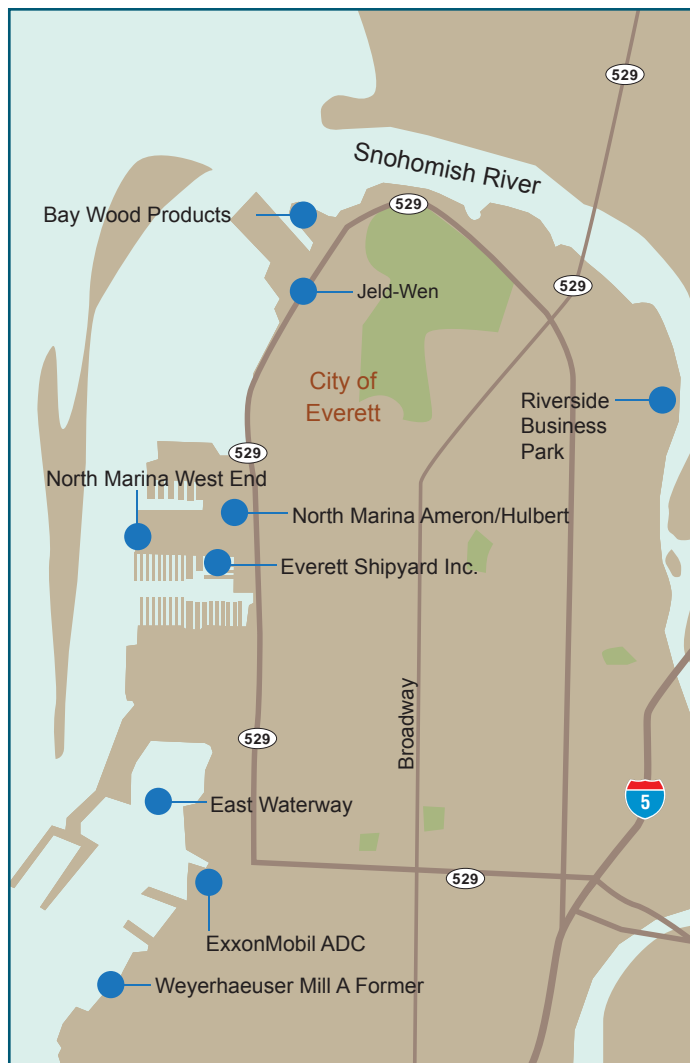 529
Snohomish River
Bay Wood Products
529
529
Jeld-Wen
City of
Everett
Riverside
Business
Park
529
North Marina West End
North Marina Ameron/Hulbert
Everett Shipyard Inc.
Broadway
529
5
East Waterway
529
ExxonMobil ADC
Weyerhaeuser Mill A Former